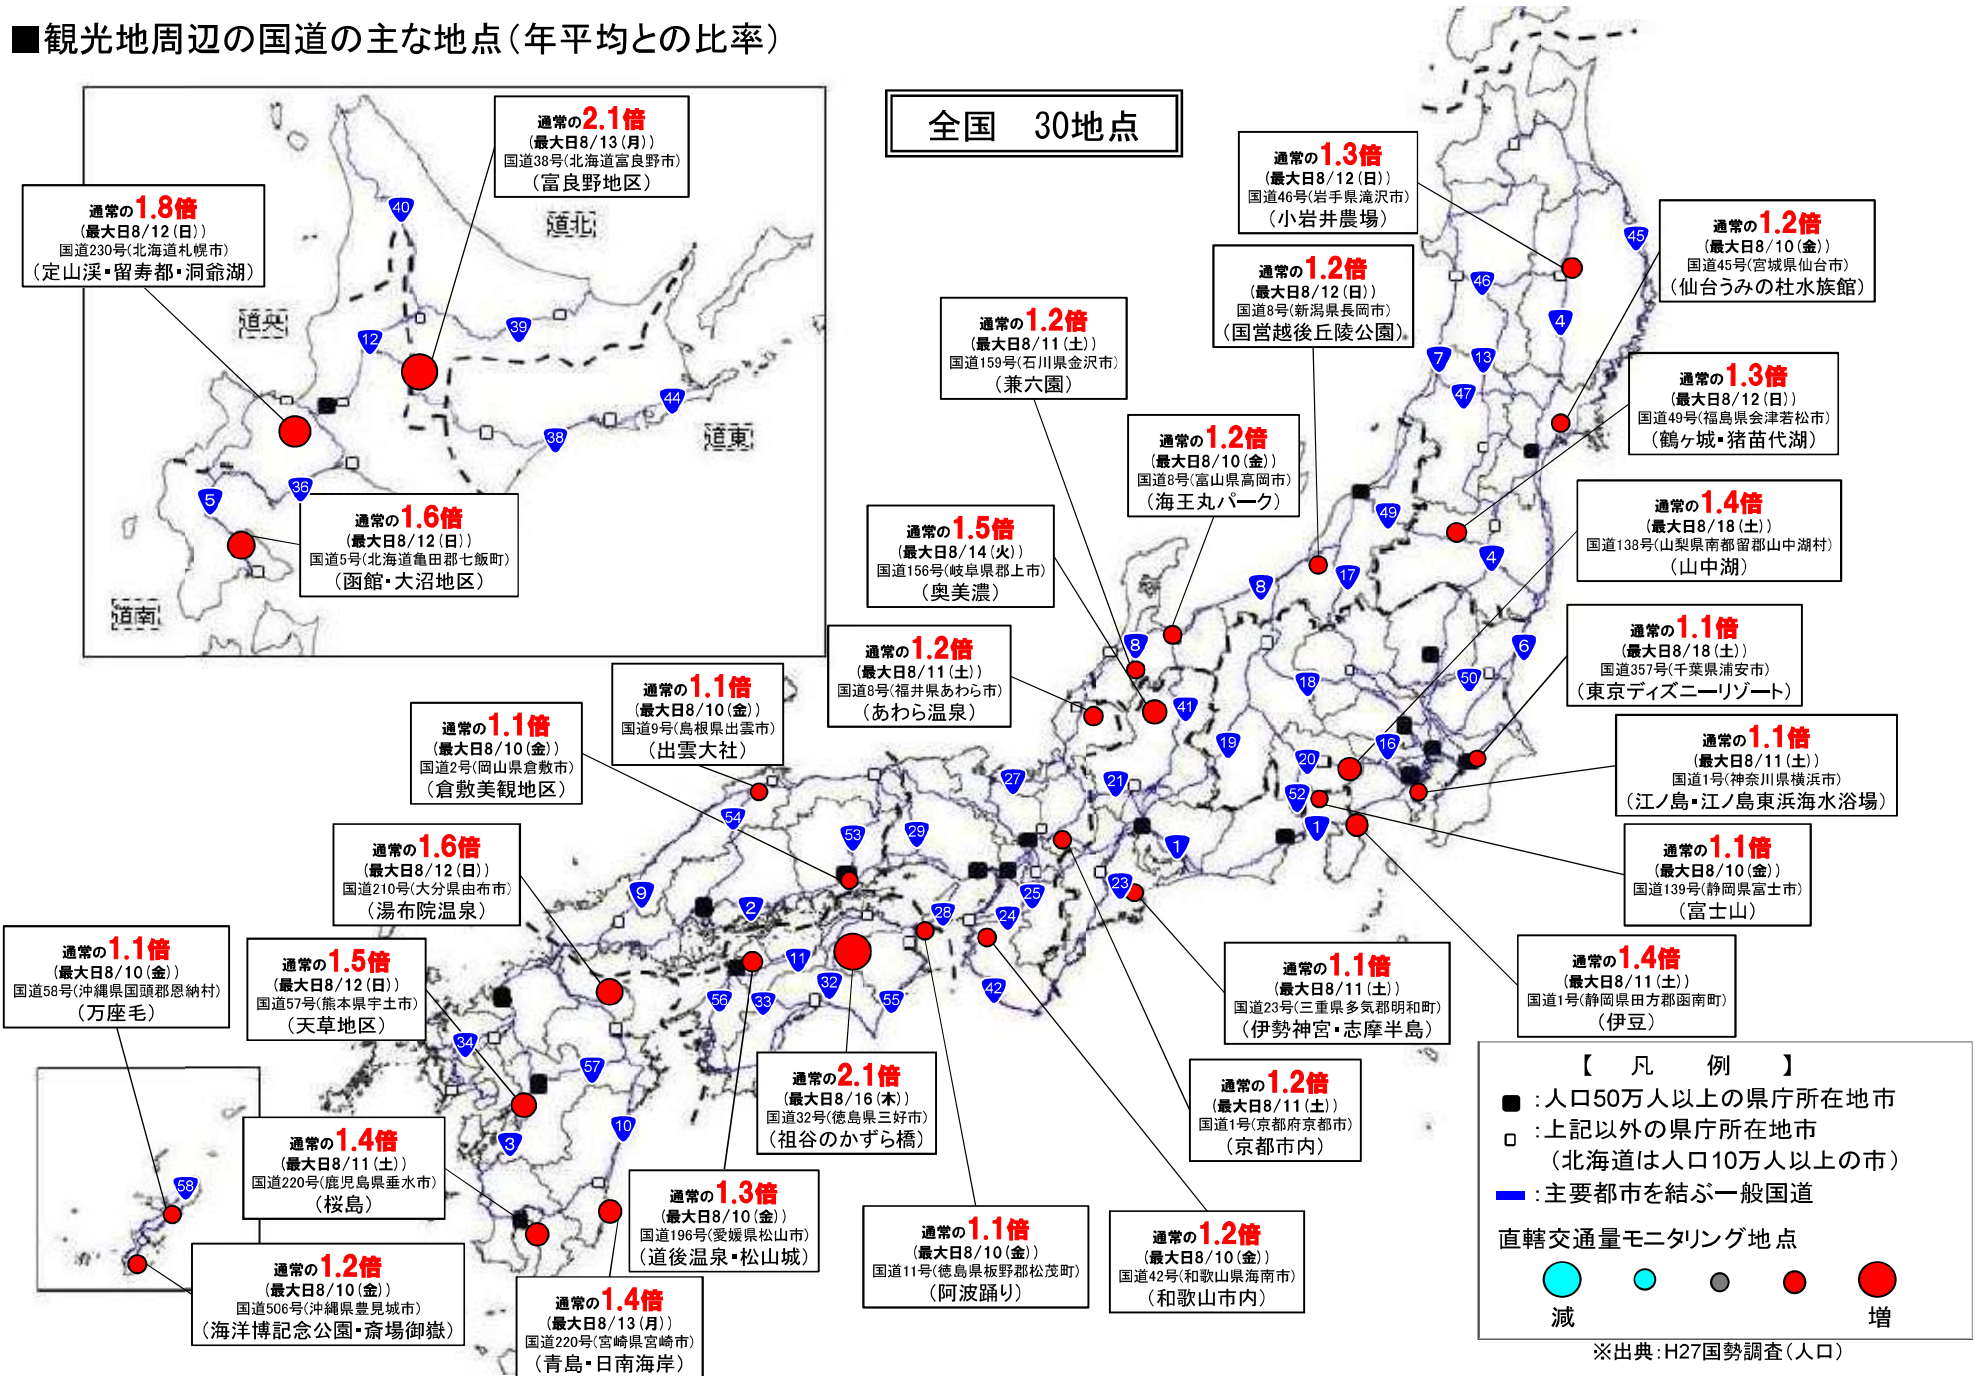 ■観光地周辺の国道の主な地点(年平均との比率)
全国　30地点
通常の2.1倍
(最大日8/13(月))
国道38号(北海道富良野市)
(富良野地区)
通常の1.8倍
(最大日8/12(日))
国道230号(北海道札幌市)
(定山渓・留寿都・洞爺湖)
通常の1.6倍
(最大日8/12(日))
国道5号(北海道亀田郡七飯町)
(函館・大沼地区)
道北
道央
道東
道南
40
12
39
44
38
36
5
通常の1.3倍
(最大日8/12(日))
国道46号(岩手県滝沢市)
(小岩井農場)
通常の1.2倍
(最大日8/10(金))
国道45号(宮城県仙台市)
(仙台うみの杜水族館)
通常の1.2倍
(最大日8/12(日))
国道8号(新潟県長岡市)
(国営越後丘陵公園)
通常の1.2倍
(最大日8/11(土))
国道159号(石川県金沢市)
(兼六園)
通常の1.3倍
(最大日8/12(日))
国道49号(福島県会津若松市)
(鶴ヶ城・猪苗代湖)
通常の1.2倍
(最大日8/10(金))
国道8号(富山県高岡市)
(海王丸パーク)
通常の1.4倍
(最大日8/18(土))
国道138号(山梨県南都留郡山中湖村)
(山中湖)
通常の1.5倍
(最大日8/14(火))
国道156号(岐阜県郡上市)
(奥美濃)
通常の1.1倍
(最大日8/18(土))
国道357号(千葉県浦安市)
(東京ディズニーリゾート)
通常の1.2倍
(最大日8/11(土))
国道8号(福井県あわら市)
(あわら温泉)
通常の1.1倍
(最大日8/10(金))
国道9号(島根県出雲市)
(出雲大社)
通常の1.1倍
(最大日8/10(金))
国道2号(岡山県倉敷市)
(倉敷美観地区)
通常の1.1倍
(最大日8/11(土))
国道1号(神奈川県横浜市)
(江ノ島・江ノ島東浜海水浴場)
通常の1.1倍
(最大日8/10(金))
国道139号(静岡県富士市)
(富士山)
通常の1.6倍
(最大日8/12(日))
国道210号(大分県由布市)
(湯布院温泉)
通常の1.1倍
(最大日8/10(金))
国道58号(沖縄県国頭郡恩納村)
(万座毛)
通常の1.5倍
(最大日8/12(日))
国道57号(熊本県宇土市)
(天草地区)
通常の1.4倍
(最大日8/11(土))
国道1号(静岡県田方郡函南町)
(伊豆)
通常の1.1倍
(最大日8/11(土))
国道23号(三重県多気郡明和町)
(伊勢神宮・志摩半島)
通常の2.1倍
(最大日8/16(木))
国道32号(徳島県三好市)
(祖谷のかずら橋)
通常の1.2倍
(最大日8/11(土))
国道1号(京都府京都市)
(京都市内)
通常の1.4倍
(最大日8/11(土))
国道220号(鹿児島県垂水市)
(桜島)
通常の1.3倍
(最大日8/10(金))
国道196号(愛媛県松山市)
(道後温泉・松山城)
通常の1.1倍
(最大日8/10(金))
国道11号(徳島県板野郡松茂町)
(阿波踊り)
通常の1.2倍
(最大日8/10(金))
国道42号(和歌山県海南市)
(和歌山市内)
通常の1.2倍
(最大日8/10(金))
国道506号(沖縄県豊見城市)
(海洋博記念公園・斎場御嶽)
通常の1.4倍
(最大日8/13(月))
国道220号(宮崎県宮崎市)
(青島・日南海岸)
45
46
4
7
13
47
49
4
17
8
8
6
50
18
41
19
16
20
52
1
21
27
1
23
25
24
42
28
29
53
54
9
2
11
32
33
56
55
34
57
10
3
58
【　凡　例　】
:人口50万人以上の県庁所在地市
:上記以外の県庁所在地市
(北海道は人口10万人以上の市)
:主要都市を結ぶ一般国道
直轄交通量モニタリング地点
減
増
※出典:H27国勢調査(人口)